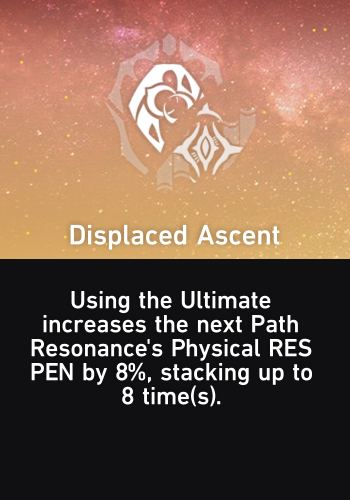 Displaced Ascent
Using the Ultimate
increases the next Path
Resonance's Physical RES
PEN by 8%, stacking up to
8 time(s).